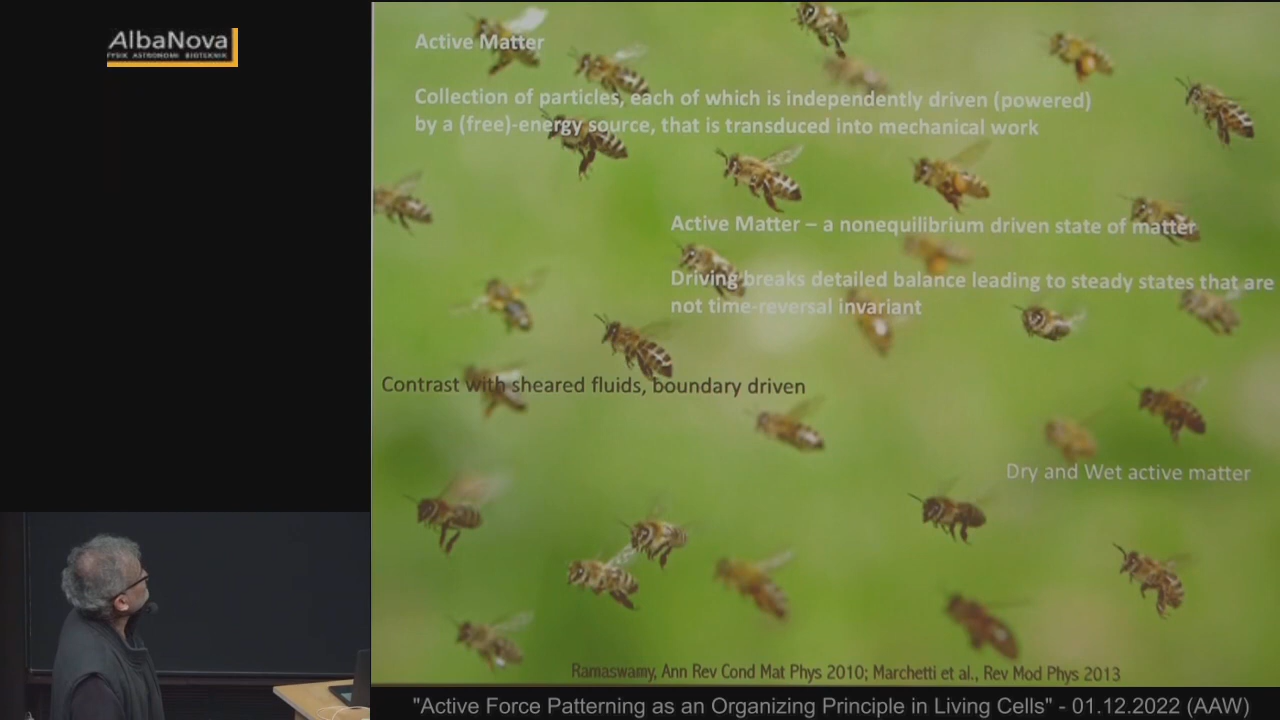 AlbaNova
FYSIK ASTRONOMI BIOTEKNIK
Active Matter
Collection of particles, each of which is independently driven (powered)
by a (free)-energy source, that is transduced into mechanical work
Active Matter – a nonequilibrium driven state of matter
Driving breaks detailed balance leading to steady states that are
not time-reversal invariant
Contrast with sheared fluids, boundary driven
Dry and Wet active matter
Ramaswamy, Ann Rev Cond Mat Phys 2010; Marchetti et al., Rev Mod Phys 2013
"Active Force Patterning as an Organizing Principle in Living Cells" - 01.12.2022 (AAW)